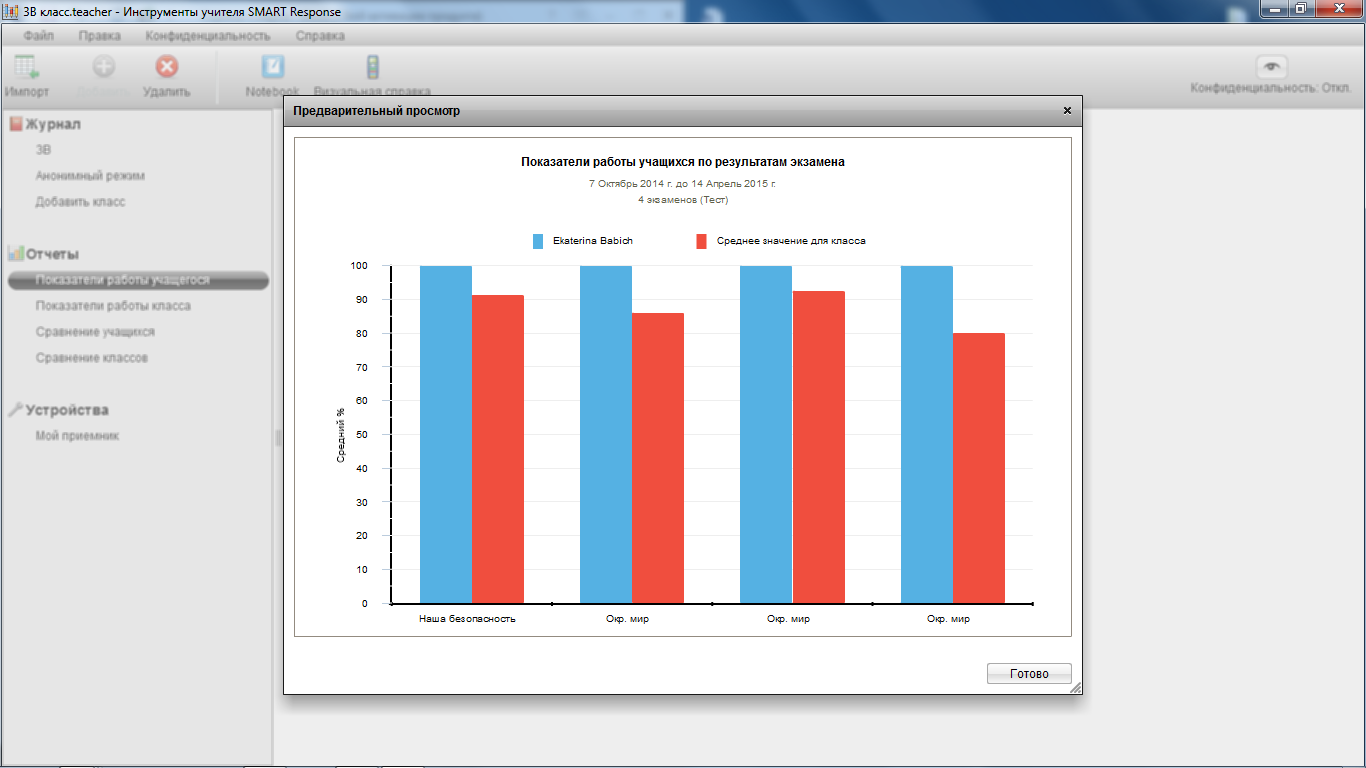 3В класс.teacher - Инструменты учителя SMART Response
Файл Правка Конфиденциальность Справка
Импорт Добавить Удалить Notebook Визуальная справка Конфиденциальность: Откл.
Журнал
3В
Анонимный режим
Добавить класс
Отчеты
Показатели работы учащегося
Показатели работы класса
Сравнение учащихся
Сравнение классов
Устройства
Мой приемник
Предварительный просмотр
Показатели работы учащихся по результатам экзамена
7 Октябрь 2014 г. до 14 Апрель 2015 г.
4 экзаменов (Тест)
Ekaterina Babich Среднее значение для класса
100
90
80
70
60
50
40
30
20
10
0
Средний %
Наша безопасность Окр. мир Окр. мир Окр. мир
Готово